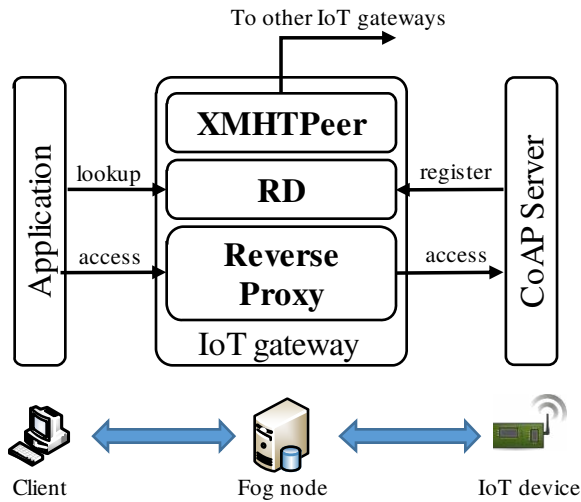 To other IoT gateways
XMHTPeer
Application
lookup
RD
register
CoAP Server
access
Reverse
Proxy
access
IoT gateway
Client
Fog node
IoT device